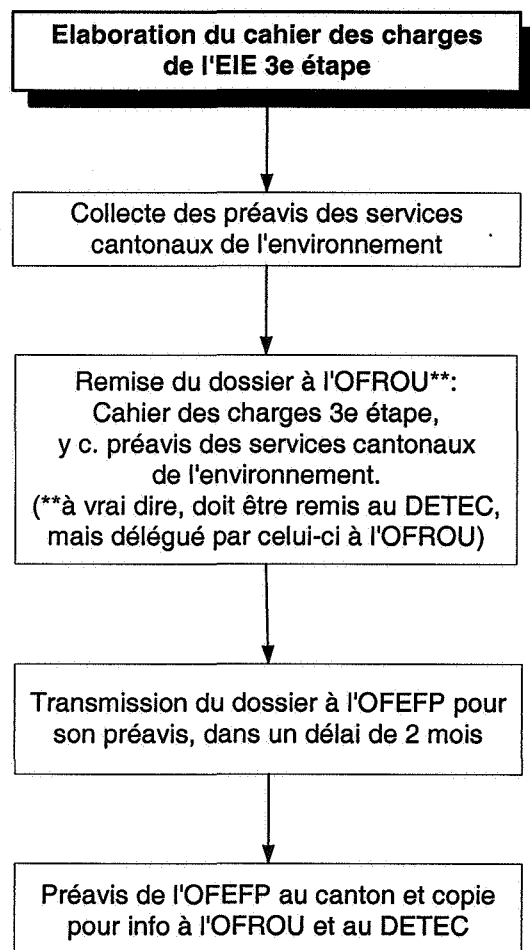 Elaboration du cahier des charges
de l'EIE 3e étape
Collecte des préavis des services
cantonaux de l'environnement
Remise du dossier à l'OFROU**:
Cahier des charges 3e étape,
y c. préavis des services cantonaux
de l'environnement.
(**à vrai dire, doit être remis au DETEC,
mais délégué par celui-ci à l'OFROU)
Transmission du dossier à l'OFEFP pour
son préavis, dans un délai de 2 mois
Préavis de l'OFEFP au canton et copie
pour info à l'OFROU et au DETEC